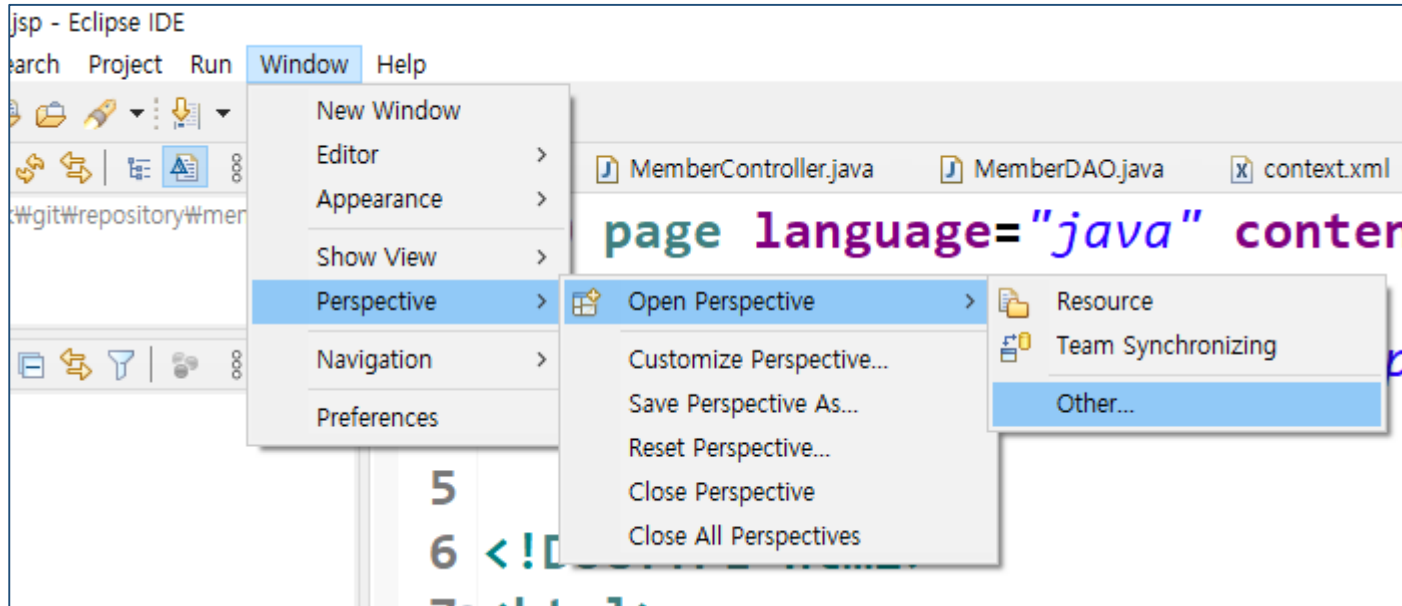 jsp - Eclipse IDE
earch Project Run Window Help
New Window
Editor
Appearance
Show View
Perspective
Navigation
Preferences
Open Perspective
Customize Perspective...
Save Perspective As...
Reset Perspective...
Close Perspective
Close All Perspectives
Resource
Team Synchronizing
Other...
MemberController.java MemberDAO.java context.xml
₩git₩repository₩mer
page language="java" conter
5
6 <!D